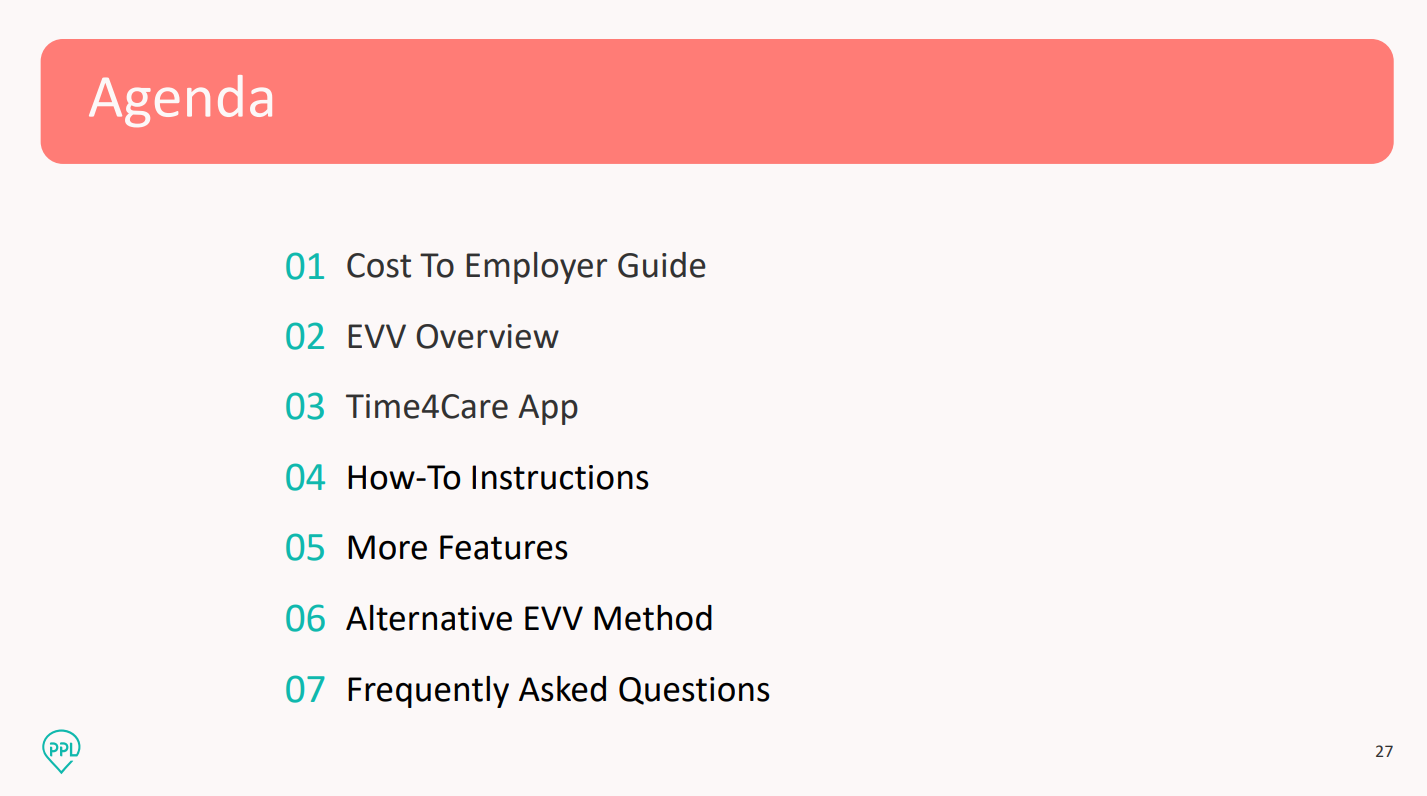 Agenda
01 Cost To Employer Guide
02 EVV Overview
03 Time4Care App
04 How-To Instructions
05 More Features
06 Alternative EVV Method
07 Frequently Asked Questions
PPL
27